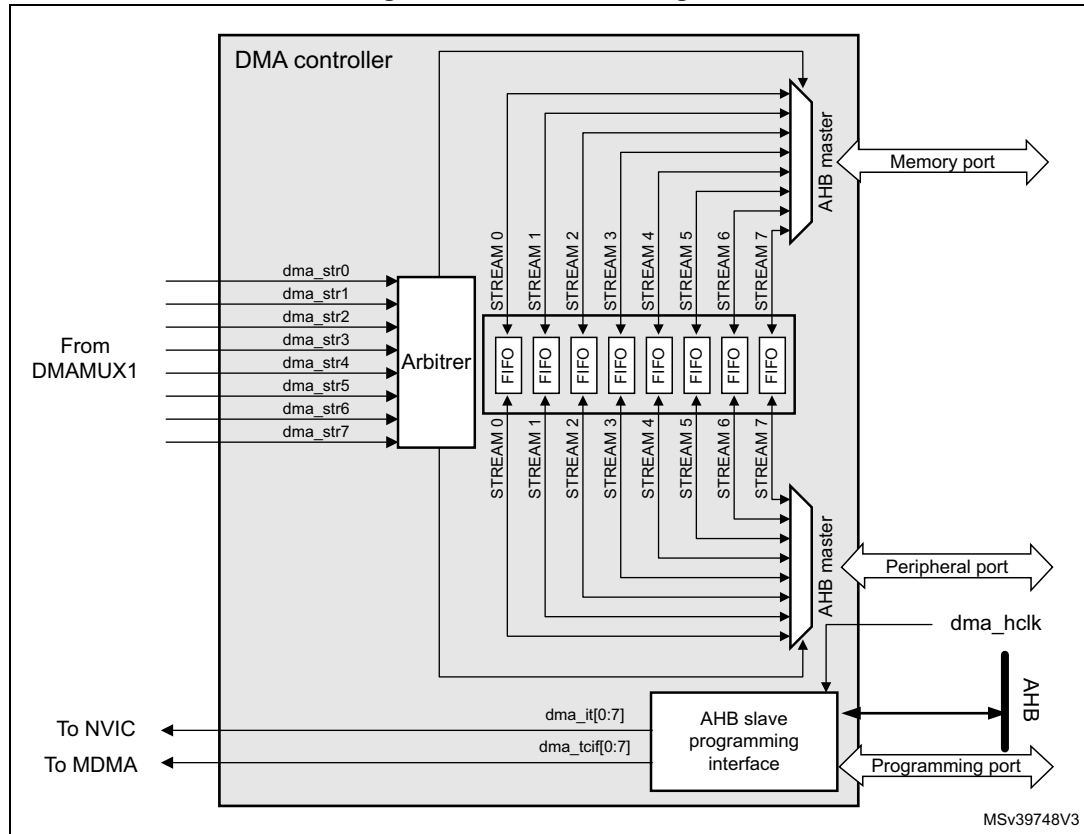 DMA controller
AHB master
Memory port
STREAM 0
STREAM 1
STREAM 2
STREAM 3
STREAM 4
STREAM 5
STREAM 6
STREAM 7
dma_str0
dma_str1
dma_str2
dma_str3
dma_str4
dma_str5
dma_str6
dma_str7
From
DMAMUX1
Arbitrer
FIFO
FIFO
FIFO
FIFO
FIFO
FIFO
FIFO
FIFO
STREAM 0
STREAM 1
STREAM 2
STREAM 3
STREAM 4
STREAM 5
STREAM 6
STREAM 7
AHB master
Peripheral port
dma_hclk
AHB
To NVIC
dma_it[0:7]
To MDMA
dma_tcif[0:7]
AHB slave
programming
interface
Programming port
MSv39748V3